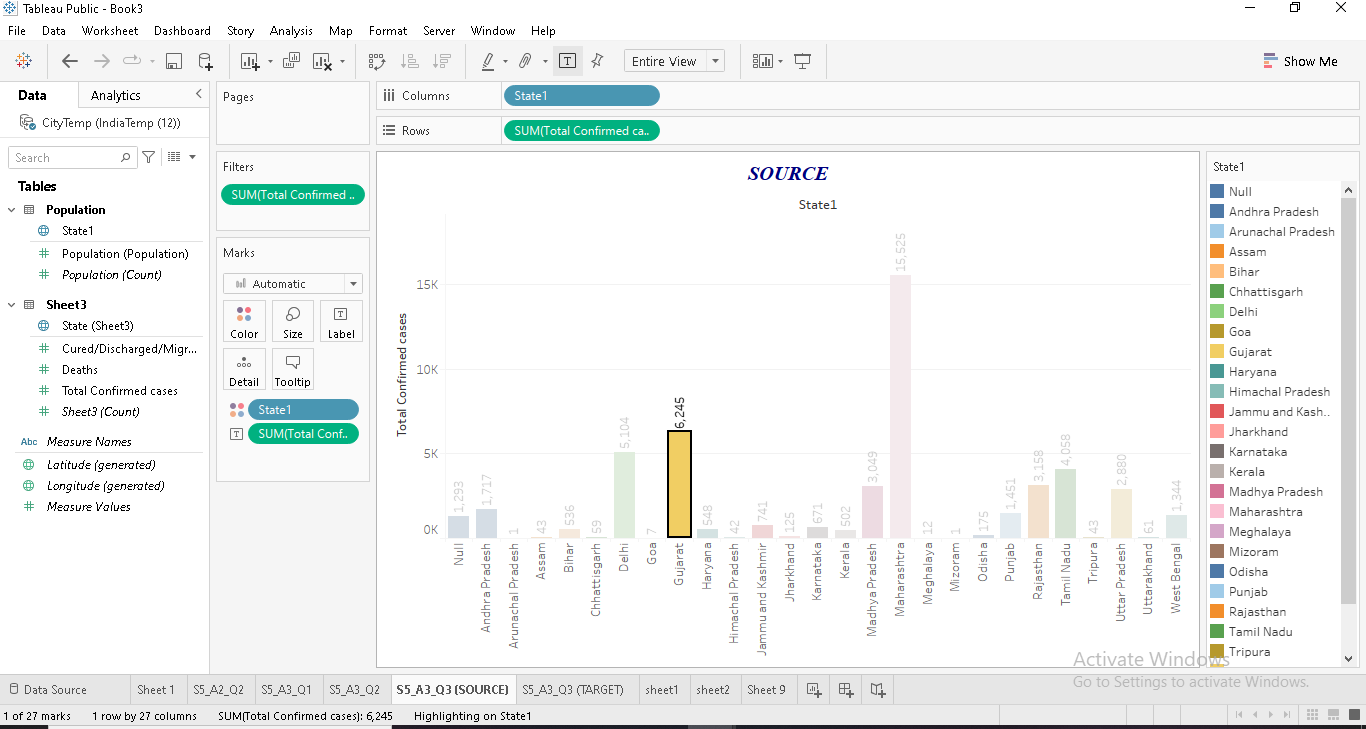 Tableau Public - Book3
File Data Worksheet Dashboard Story Analysis Map Format Server Window Help
Entire View
Show Me
Data Analytics
CityTemp (IndiaTemp (12))
Search
Tables
Population
State1
Population (Population)
Population (Count)
Sheet3
State (Sheet3)
Cured/Discharged/Migr...
Deaths
Total Confirmed cases
Sheet3 (Count)
Abc Measure Names
Latitude (generated)
Longitude (generated)
Measure Values
Pages
Filters
SUM(Total Confirmed ..
Marks
Automatic
Color Size Label
Detail Tooltip
State1
SUM(Total Conf..
Columns State1
Rows SUM(Total Confirmed ca..
SOURCE
State1
Total Confirmed cases
15K
10K
5K
0K
1,293
1,717
1
43
536
59
5,104
7
6,245
548
42
741
125
671
502
3,049
15,525
12
1
175
1,451
3,158
4,058
43
2,880
61
1,344
Null
Andhra Pradesh
Arunachal Pradesh
Assam
Bihar
Chhattisgarh
Delhi
Goa
Gujarat
Haryana
Himachal Pradesh
Jammu and Kashmir
Jharkhand
Karnataka
Kerala
Madhya Pradesh
Maharashtra
Meghalaya
Mizoram
Odisha
Punjab
Rajasthan
Tamil Nadu
Tripura
Uttar Pradesh
Uttarakhand
West Bengal
State1
Null
Andhra Pradesh
Arunachal Pradesh
Assam
Bihar
Chhattisgarh
Delhi
Goa
Gujarat
Haryana
Himachal Pradesh
Jammu and Kash..
Jharkhand
Karnataka
Kerala
Madhya Pradesh
Maharashtra
Meghalaya
Mizoram
Odisha
Punjab
Rajasthan
Tamil Nadu
Tripura
Activate Windows
Go to Settings to activate Windows.
Data Source Sheet 1 S5_A2_Q2 S5_A3_Q1 S5_A3_Q2 S5_A3_Q3 (SOURCE) S5_A3_Q3 (TARGET) sheet1 sheet2 Sheet 9
1 of 27 marks 1 row by 27 columns SUM(Total Confirmed cases): 6,245 Highlighting on State1